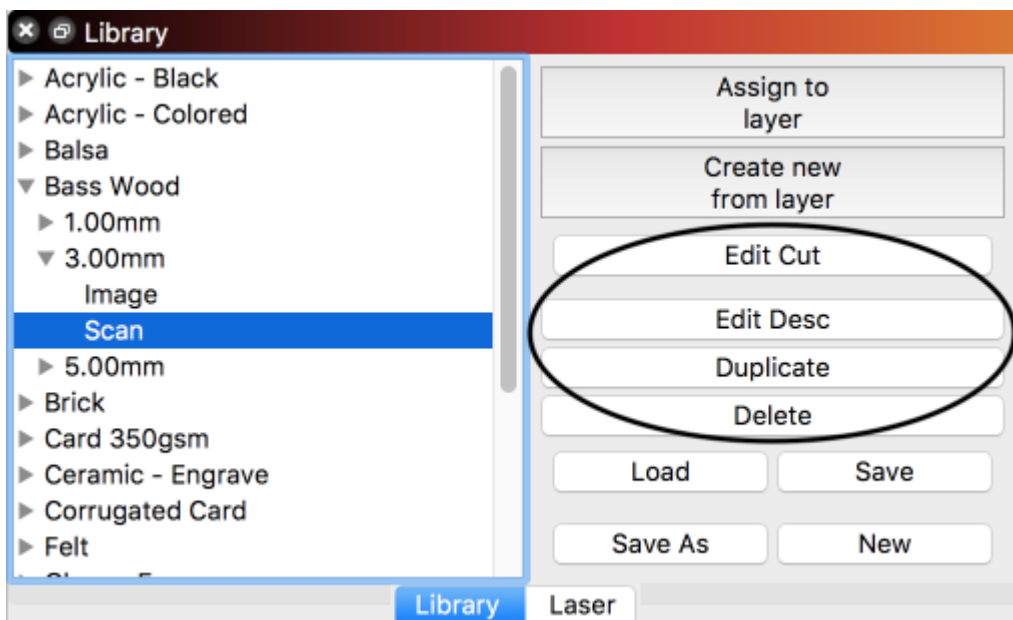 Library
Acrylic - Black
Acrylic - Colored
Balsa
Bass Wood
1.00mm
3.00mm
Image
Scan
5.00mm
Brick
Card 350gsm
Ceramic - Engrave
Corrugated Card
Felt
Assign to
layer
Create new
from layer
Edit Cut
Edit Desc
Duplicate
Delete
Load Save
Save As New
Library Laser